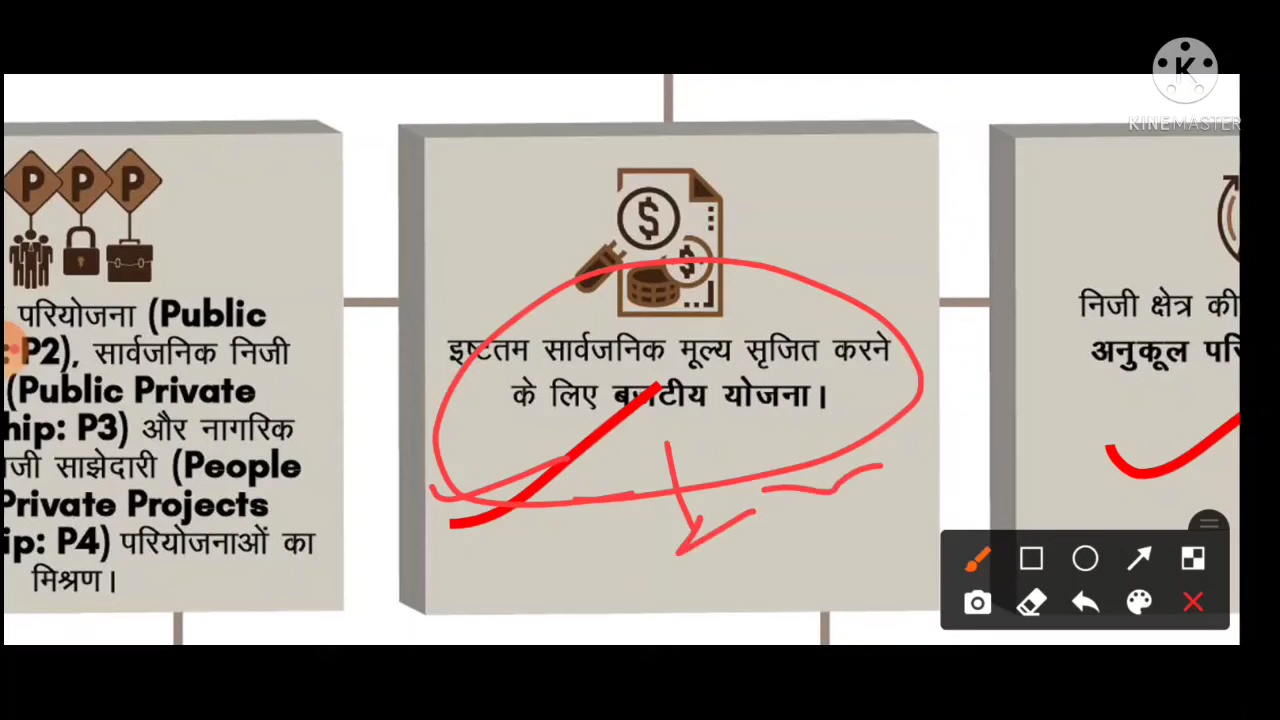 P P P
परियोजना (Public
P2), सार्वजनिक निजी
(Public Private
hip: P3) और नागरिक
साझेदारी (People
Private Projects
ip: P4) परियोजनाओं का
मिश्रण।
इष्टतम सार्वजनिक मूल्य सृजित करने
के लिए बजटीय योजना।
निजी क्षेत्र की
अनुकूल
K
KINEMASTER